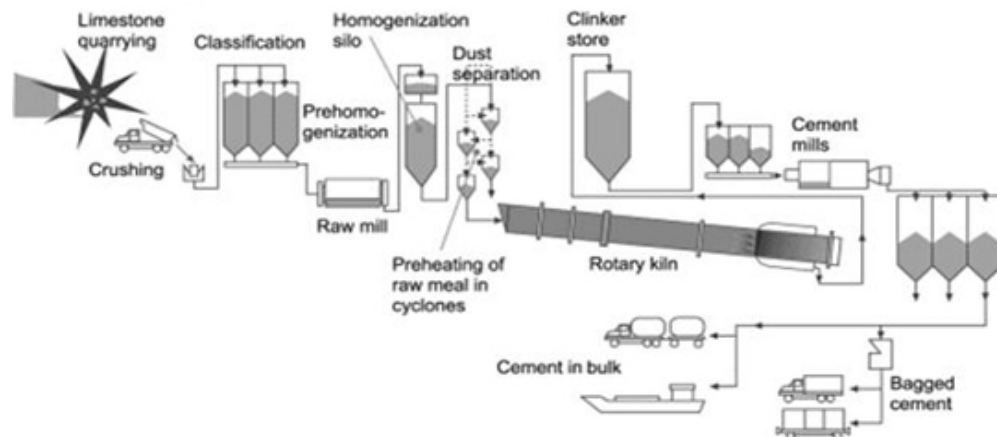 Limestone
quarrying
Classification
Homogenization
silo
Dust
separation
Clinker
store
Prehomo-
genization
Cement
mills
Crushing
Raw mill
Preheating of
raw meal in
cyclones
Rotary kiln
Cement in bulk
Bagged
cement